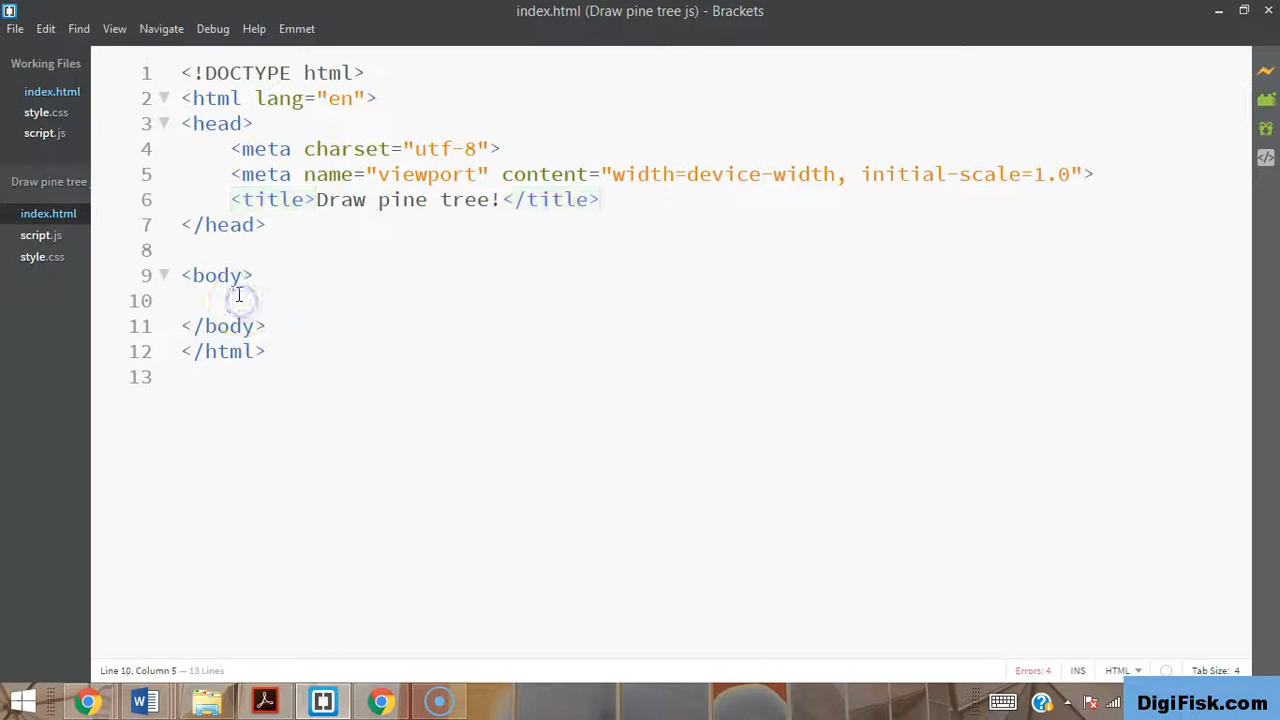 index.html (Draw pine tree js) - Brackets
File Edit Find View Navigate Debug Help Emmet
Working Files
index.html
style.css
script.js
Draw pine tree
index.html
script.js
style.css
1 <!DOCTYPE html>
2 <html lang="en">
3 <head>
4 <meta charset="utf-8">
5 <meta name="viewport" content="width=device-width, initial-scale=1.0">
6 <title>Draw pine tree!</title>
7 </head>
8
9 <body>
10
11 </body>
12 </html>
13
Line 10, Column 5 — 13 Lines
Errors: 4 INS HTML Tab Size: 4
DigiFisk.com